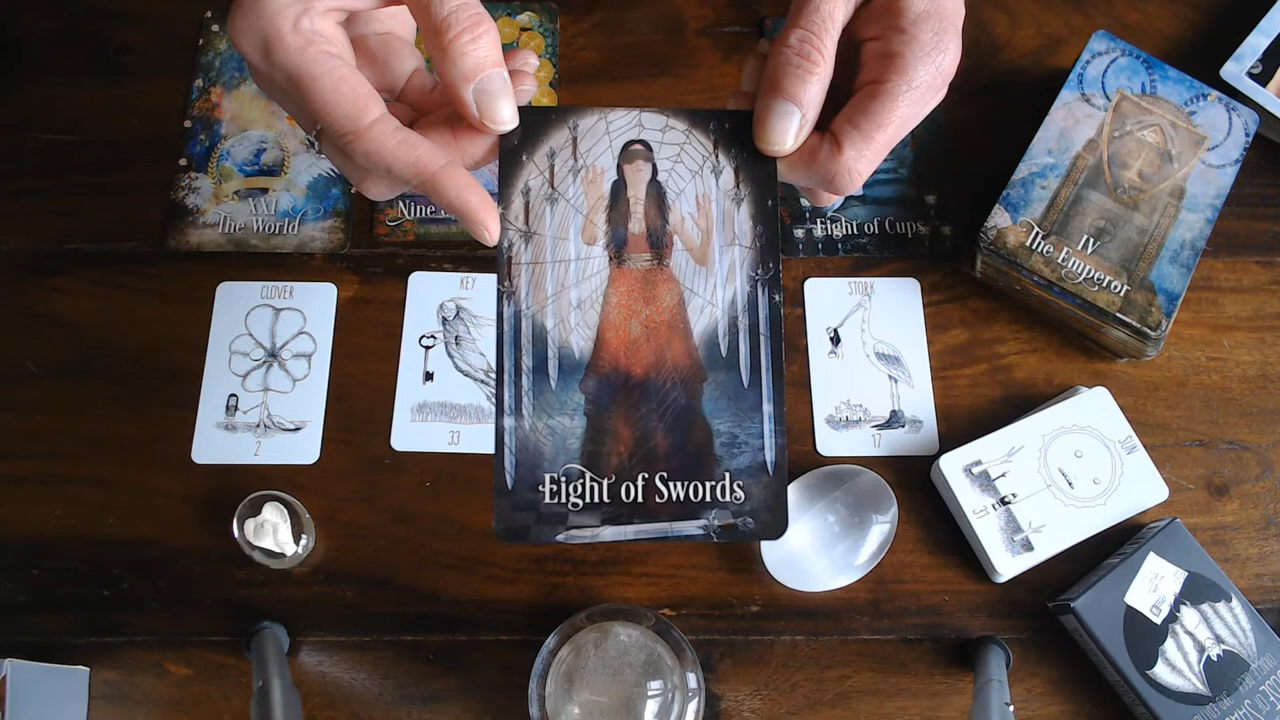 XXI
The World
Nine
Eight of Cups
IV
The Emperor
CLOVER
2
KEY
33
STORK
17
Eight of Swords
SUN
31